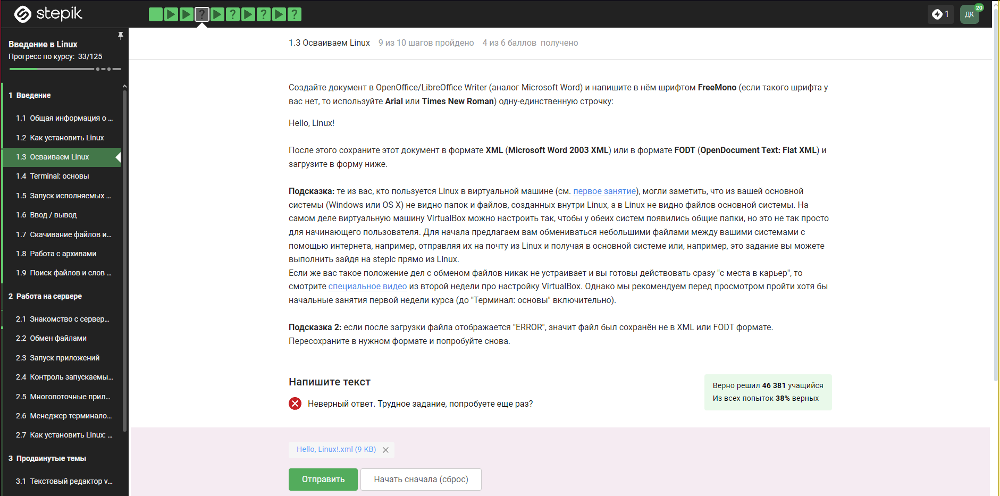 stepik
? ? ? ?
1
ДК
20
Введение в Linux
Прогресс по курсу: 33/125
1 Введение
1.1 Общая информация о ...
1.2 Как установить Linux
1.3 Осваиваем Linux
1.4 Terminal: основы
1.5 Запуск исполняемых ...
1.6 Ввод / вывод
1.7 Скачивание файлов и...
1.8 Работа с архивами
1.9 Поиск файлов и слов ...
2 Работа на сервере
2.1 Знакомство с сервер...
2.2 Обмен файлами
2.3 Запуск приложений
2.4 Контроль запускаемы...
2.5 Многопоточные прил...
2.6 Менеджер терминало...
2.7 Как установить Linux: ...
3 Продвинутые темы
3.1 Текстовый редактор v...
1.3 Осваиваем Linux 9 из 10 шагов пройдено 4 из 6 баллов получено
Создайте документ в OpenOffice/LibreOffice Writer (аналог Microsoft Word) и напишите в нём шрифтом FreeMono (если такого шрифта у
вас нет, то используйте Arial или Times New Roman) одну-единственную строчку:
Hello, Linux!
После этого сохраните этот документ в формате XML (Microsoft Word 2003 XML) или в формате FODT (OpenDocument Text: Flat XML) и
загрузите в форму ниже.
Подсказка: те из вас, кто пользуется Linux в виртуальной машине (см. первое занятие), могли заметить, что из вашей основной
системы (Windows или OS X) не видно папок и файлов, созданных внутри Linux, а в Linux не видно файлов основной системы. На
самом деле виртуальную машину VirtualBox можно настроить так, чтобы у обеих систем появились общие папки, но это не так просто
для начинающего пользователя. Для начала предлагаем вам обмениваться небольшими файлами между вашими системами с
помощью интернета, например, отправляя их на почту из Linux и получая в основной системе или, например, это задание вы можете
выполнить зайдя на stepic прямо из Linux.
Если же вас такое положение дел с обменом файлов никак не устраивает и вы готовы действовать сразу "с места в карьер", то
смотрите специальное видео из второй недели про настройку VirtualBox. Однако мы рекомендуем перед просмотром пройти хотя бы
начальные занятия первой недели курса (до "Терминал: основы" включительно).
Подсказка 2: если после загрузки файла отображается "ERROR", значит файл был сохранён не в XML или FODT формате.
Пересохраните в нужном формате и попробуйте снова.
Напишите текст
Неверный ответ. Трудное задание, попробуете еще раз?
Верно решил 46 381 учащийся
Из всех попыток 38% верных
Hello, Linux!.xml (9 KB)
Отправить
Начать сначала (сброс)